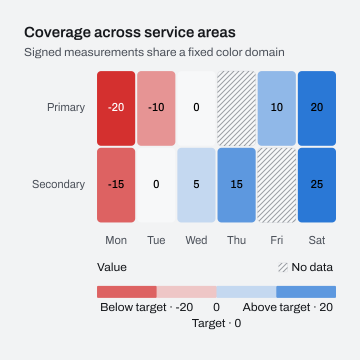 Coverage across service areas
Signed measurements share a fixed color domain
Primary -20 -10 0 10 20
Secondary -15 0 5 15 25
Mon Tue Wed Thu Fri Sat
Value No data
Below target · -20 0 Above target · 20
Target · 0